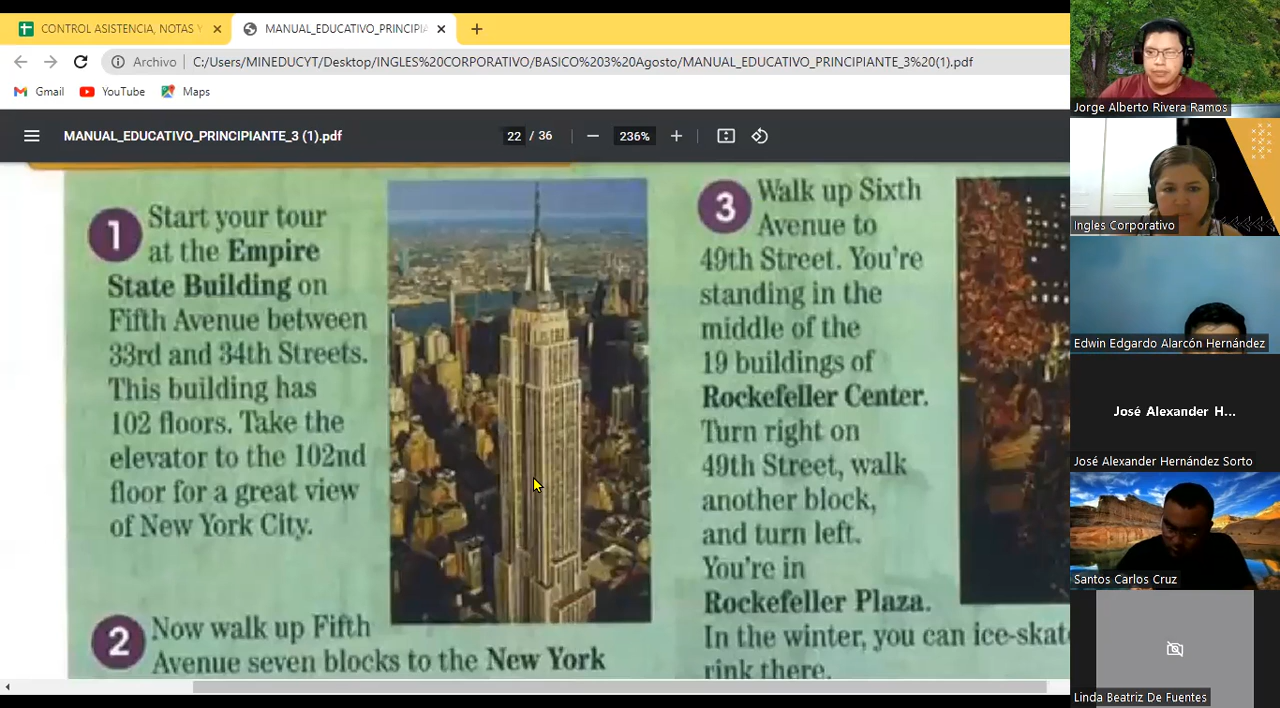 CONTROL ASISTENCIA, NOTAS Y
MANUAL_EDUCATIVO_PRINCIPIA
Archivo
C:/Users/MINEDUCYT/Desktop/INGLES%20CORPORATIVO/BASICO%203%20Agosto/MANUAL_EDUCATIVO_PRINCIPIANTE_3%20(1).pdf
Gmail
YouTube
Maps
MANUAL_EDUCATIVO_PRINCIPIANTE_3 (1).pdf
22 / 36
236%
1 Start your tour
at the Empire
State Building on
Fifth Avenue between
33rd and 34th Streets.
This building has
102 floors. Take the
elevator to the 102nd
floor for a great view
of New York City.
2 Now walk up Fifth
Avenue seven blocks to the New York
3 Walk up Sixth
Avenue to
49th Street. You're
standing in the
middle of the
19 buildings of
Rockefeller Center.
Turn right on
49th Street, walk
another block,
and turn left.
You're in
Rockefeller Plaza.
In the winter, you can ice-skat
rink there.
Jorge Alberto Rivera Ramos
Ingles Corporativo
Edwin Edgardo Alarcón Hernández
José Alexander H...
José Alexander Hernández Sorto
Santos Carlos Cruz
Linda Beatriz De Fuentes